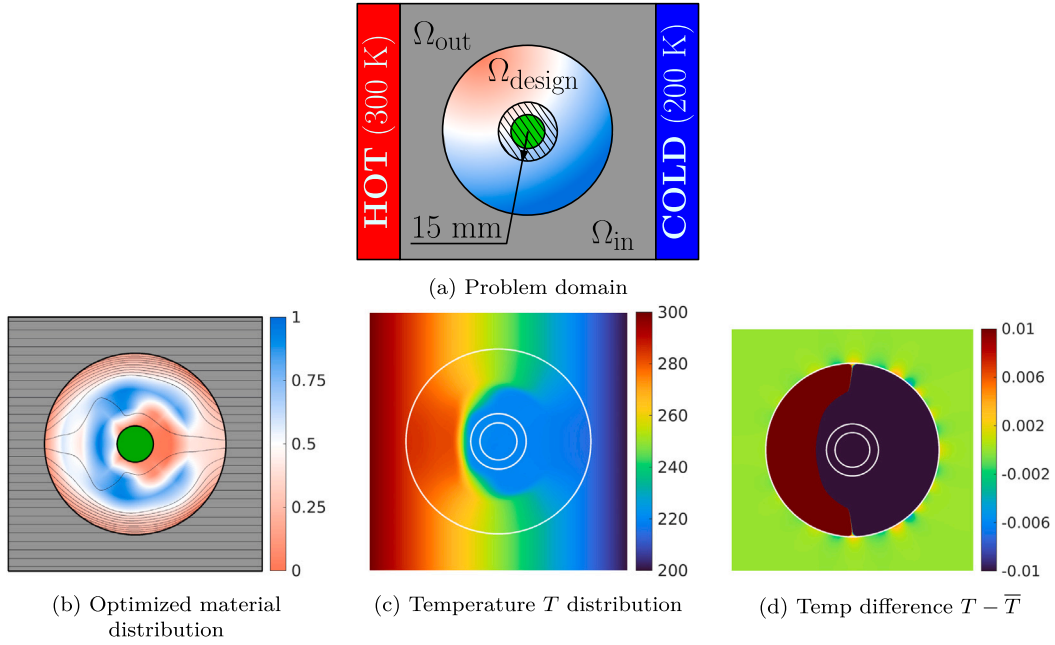 HOT (300 K)
Ω_out
Ω_design
COLD (200 K)
15 mm
Ω_in
(a) Problem domain
1
0.75
0.5
0.25
0
300
280
260
240
220
200
0.01
0.006
0.002
-0.002
-0.006
-0.01
(b) Optimized material
distribution
(c) Temperature T distribution
(d) Temp difference T − T̅